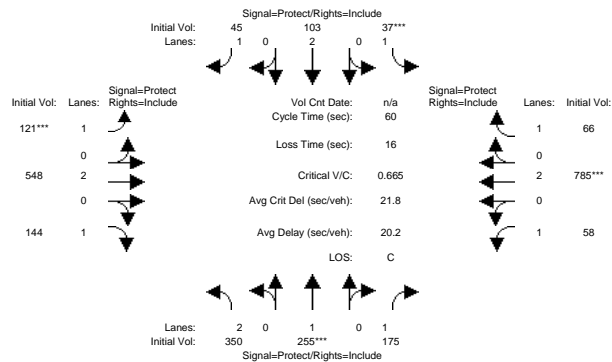 Signal=Protect/Rights=Include
Initial Vol: 45 103 37***
Lanes: 1 0 2 0 1
Signal=Protect
Rights=Include
Initial Vol: Lanes:
Vol Cnt Date: n/a
Cycle Time (sec): 60
Signal=Protect
Rights=Include
Lanes: Initial Vol:
121*** 1
1 66
Loss Time (sec): 16
0
0
548 2
Critical V/C: 0.665
2 785***
0
Avg Crit Del (sec/veh): 21.8
0
144 1
Avg Delay (sec/veh): 20.2
1 58
LOS: C
Lanes: 2 0 1 0 1
Initial Vol: 350 255*** 175
Signal=Protect/Rights=Include